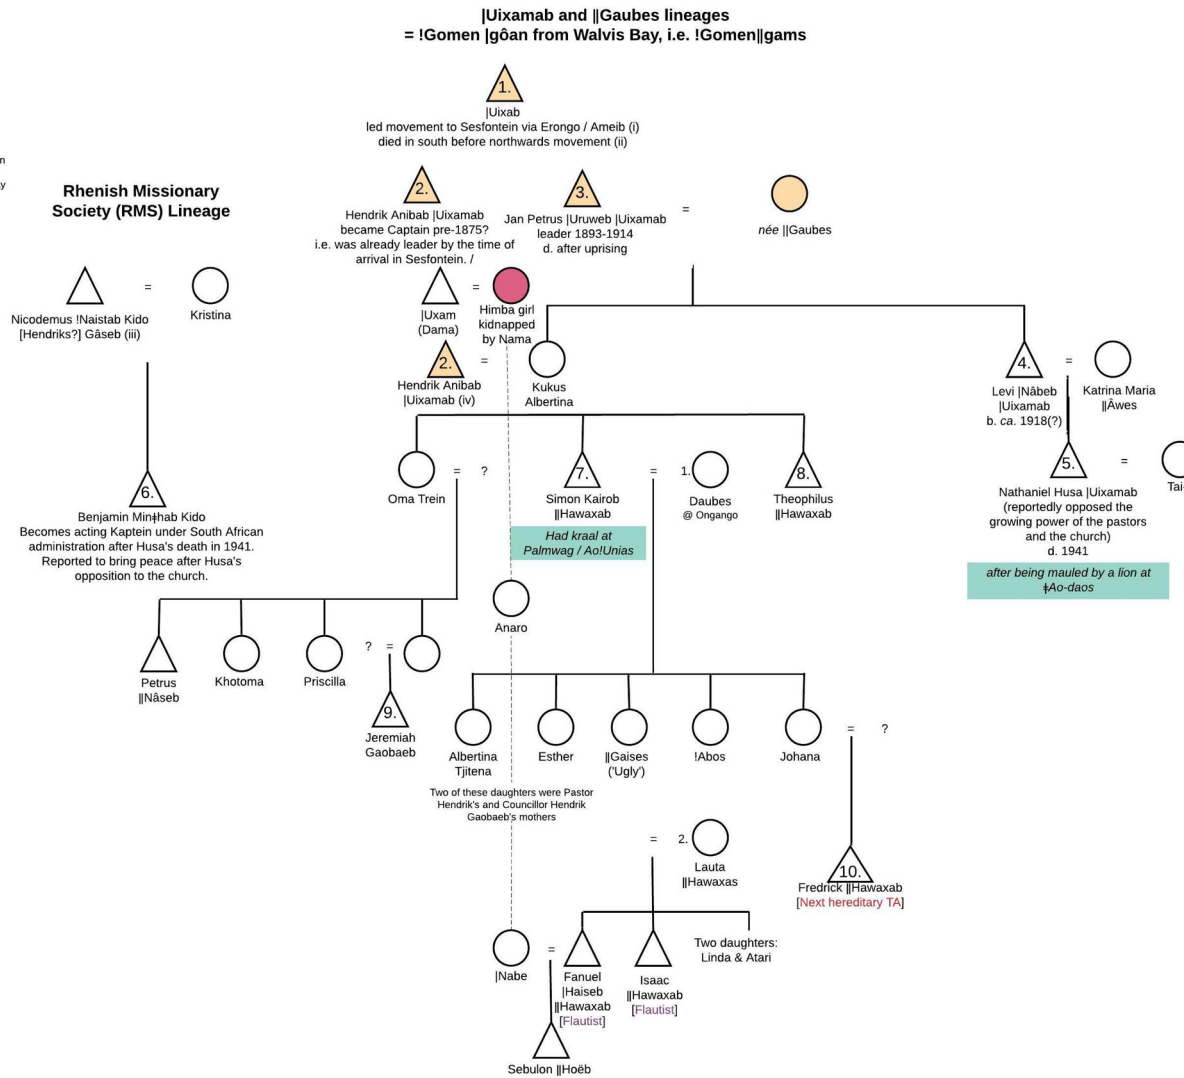 |Uixamab and ǁGaubes lineages
= !Gomen |gôan from Walvis Bay, i.e. !Gomenǁgams
1.
|Uixab
led movement to Sesfontein via Erongo / Ameib (i)
died in south before northwards movement (ii)
n
y
Rhenish Missionary
Society (RMS) Lineage
2.
Hendrik Anibab |Uixamab
became Captain pre-1875?
i.e. was already leader by the time of
arrival in Sesfontein. /
3.
Jan Petrus |Uruweb |Uixamab
leader 1893-1914
d. after uprising
=
née ||Gaubes
=
Nicodemus !Naistab Kido
[Hendriks?] Gâseb (iii)
Kristina
=
|Uxam
(Dama)
Himba girl
kidnapped
by Nama
2.
=
Hendrik Anibab
|Uixamab (iv)
Kukus
Albertina
4.
=
Levi |Nâbeb
|Uixamab
b. ca. 1918(?)
Katrina Maria
ǁÂwes
6.
Benjamin Minǂhab Kido
Becomes acting Kaptein under South African
administration after Husa's death in 1941.
Reported to bring peace after Husa's
opposition to the church.
Oma Trein
= ?
7.
Simon Kairob
ǁHawaxab
Had kraal at
Palmwag / Ao!Unias
=
1.
Daubes
@ Ongango
8.
Theophilus
ǁHawaxab
5.
=
Tai-
Nathaniel Husa |Uixamab
(reportedly opposed the
growing power of the pastors
and the church)
d. 1941
after being mauled by a lion at
ǂAo-daos
Anaro
Petrus
ǁNâseb
Khotoma
Priscilla
? =
9.
Jeremiah
Gaobaeb
Albertina
Tjitena
Esther
ǁGaises
('Ugly')
!Abos
Johana
= ?
Two of these daughters were Pastor
Hendrik's and Councillor Hendrik
Gaobaeb's mothers
= 2.
Lauta
ǁHawaxas
10.
Fredrick ǁHawaxab
[Next hereditary TA]
|Nabe
=
Fanuel
|Haiseb
ǁHawaxab
[Flautist]
Isaac
ǁHawaxab
[Flautist]
Two daughters:
Linda & Atari
Sebulon ǁHoëb